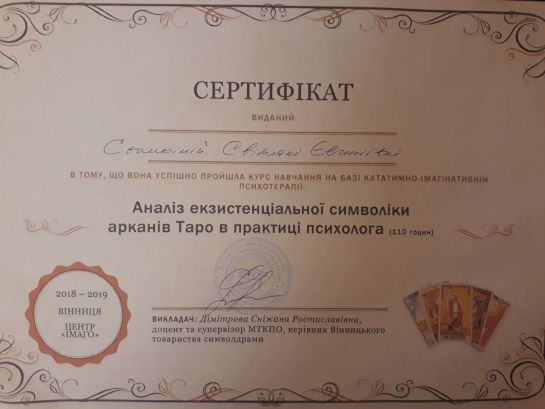 СЕРТИФІКАТ
ВИДАНИЙ
Світлані Євгеніївні
В ТОМУ, ЩО ВОНА УСПІШНО ПРОЙШЛА КУРС НАВЧАННЯ НА БАЗІ КАТАТИМНО-ІМАГІНАТИВНІЙ
ПСИХОТЕРАПІЇ:
Аналіз екзистенціальної символіки
арканів Таро в практиці психолога (110 годин)
2018 – 2019
ВІННИЦЯ
ЦЕНТР
«ІМАГО»
ВИКЛАДАЧ: Дімітрова Сніжана Ростиславівна,
доцент та супервізор МТКПО, керівник Вінницького
товариства символдрами